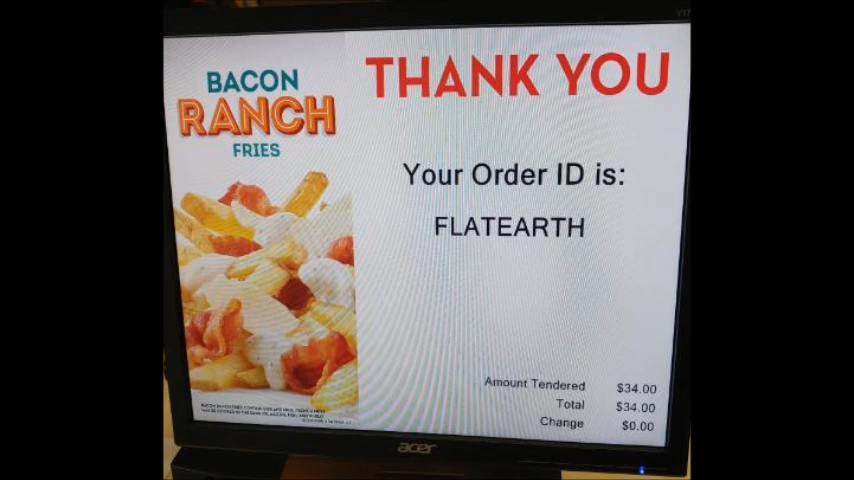 BACON
RANCH
FRIES
THANK YOU
Your Order ID is:
FLATEARTH
Amount Tendered $34.00
Total $34.00
Change $0.00
acer